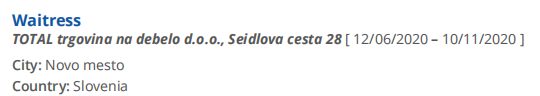 Waitress
TOTAL trgovina na debelo d.o.o., Seidlova cesta 28 [ 12/06/2020 – 10/11/2020 ]
City: Novo mesto
Country: Slovenia